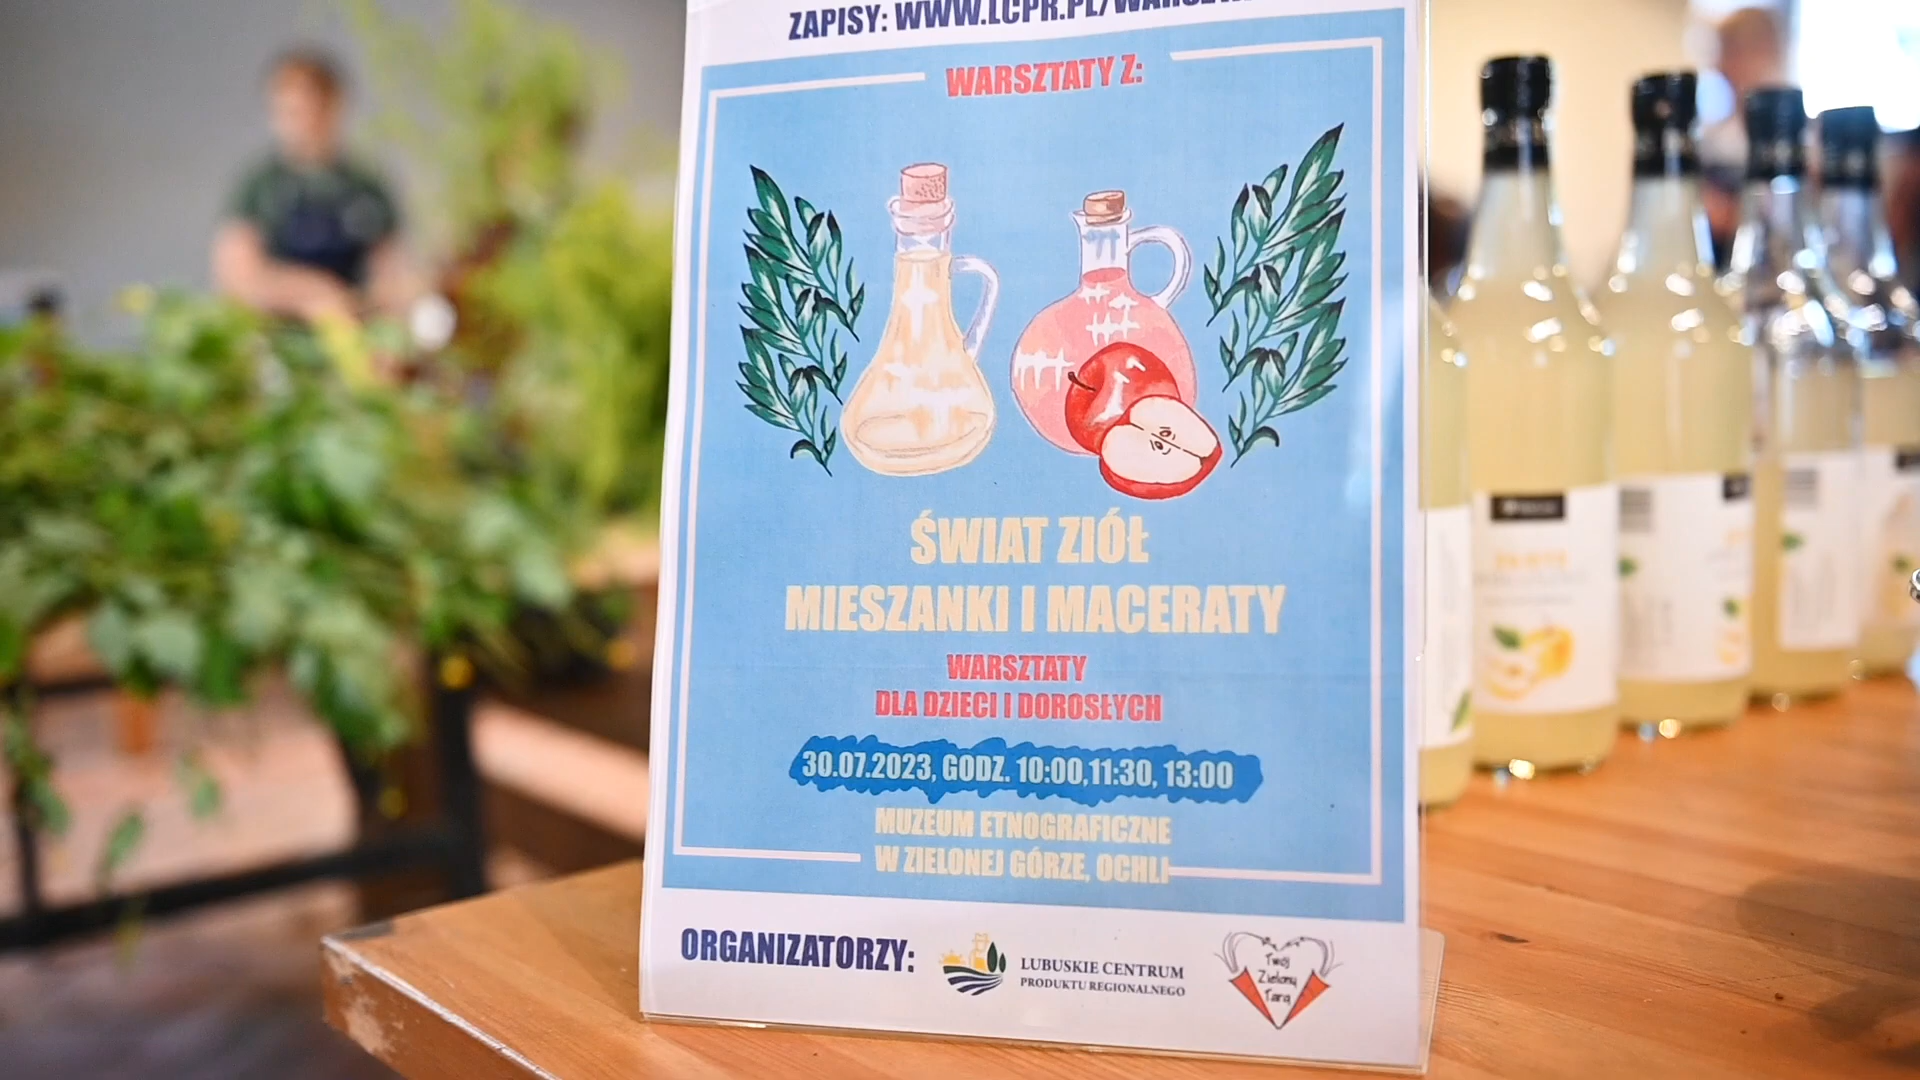 ZAPISY: WWW.LCPR.PL/
WARSZTATY Z:
ŚWIAT ZIÓŁ
MIESZANKI I MACERATY
WARSZTATY
DLA DZIECI I DOROSŁYCH
30.07.2023, GODZ. 10:00,11:30, 13:00
MUZEUM ETNOGRAFICZNE
W ZIELONEJ GÓRZE, OCHLI
ORGANIZATORZY:
LUBUSKIE CENTRUM
PRODUKTU REGIONALNEGO
Twój
Zielony
Targ